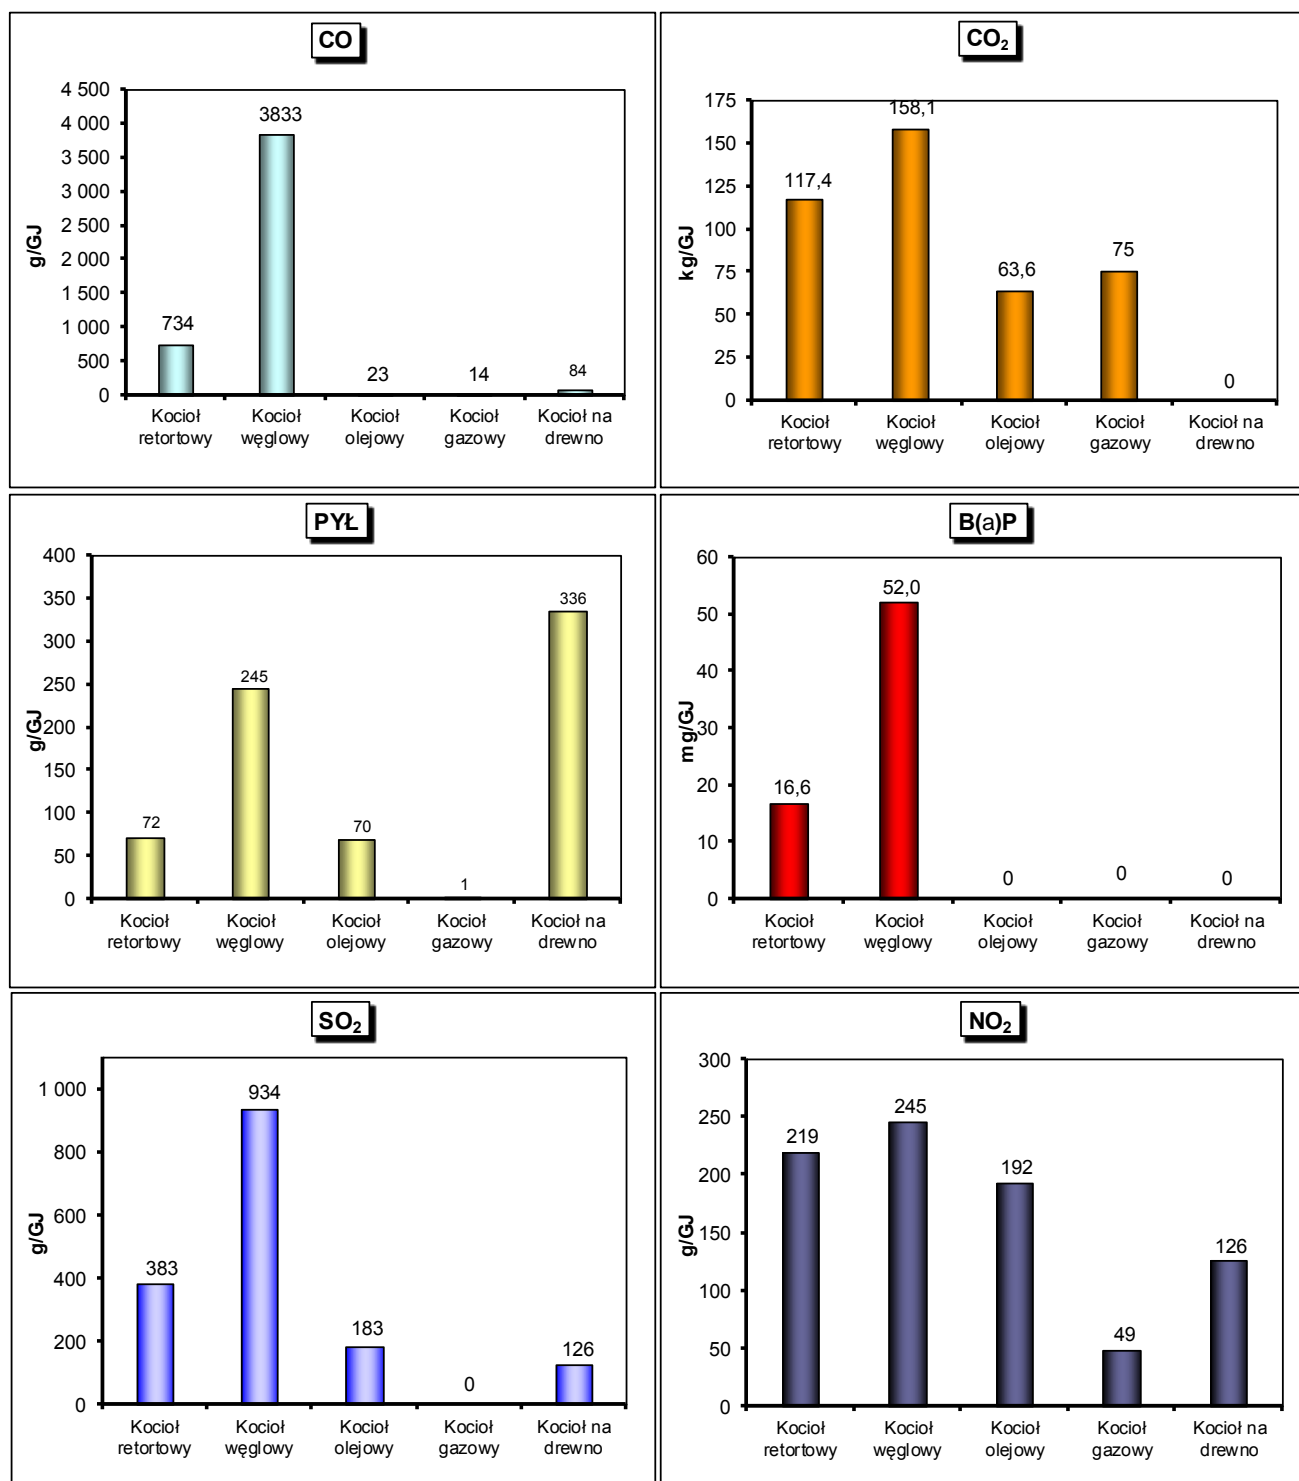 CO
4 500
4 000
3 500
3 000
2 500
2 000
1 500
1 000
500
0
g/GJ
734
3833
23
14
84
Kocioł retortowy
Kocioł węglowy
Kocioł olejowy
Kocioł gazowy
Kocioł na drewno
CO₂
175
150
125
100
75
50
25
0
kg/GJ
117,4
158,1
63,6
75
0
Kocioł retortowy
Kocioł węglowy
Kocioł olejowy
Kocioł gazowy
Kocioł na drewno
PYŁ
400
350
300
250
200
150
100
50
0
g/GJ
72
245
70
1
336
Kocioł retortowy
Kocioł węglowy
Kocioł olejowy
Kocioł gazowy
Kocioł na drewno
B(a)P
60
50
40
30
20
10
0
mg/GJ
16,6
52,0
0
0
0
Kocioł retortowy
Kocioł węglowy
Kocioł olejowy
Kocioł gazowy
Kocioł na drewno
SO₂
1 000
800
600
400
200
0
g/GJ
383
934
183
0
126
Kocioł retortowy
Kocioł węglowy
Kocioł olejowy
Kocioł gazowy
Kocioł na drewno
NO₂
300
250
200
150
100
50
0
g/GJ
219
245
192
49
126
Kocioł retortowy
Kocioł węglowy
Kocioł olejowy
Kocioł gazowy
Kocioł na drewno